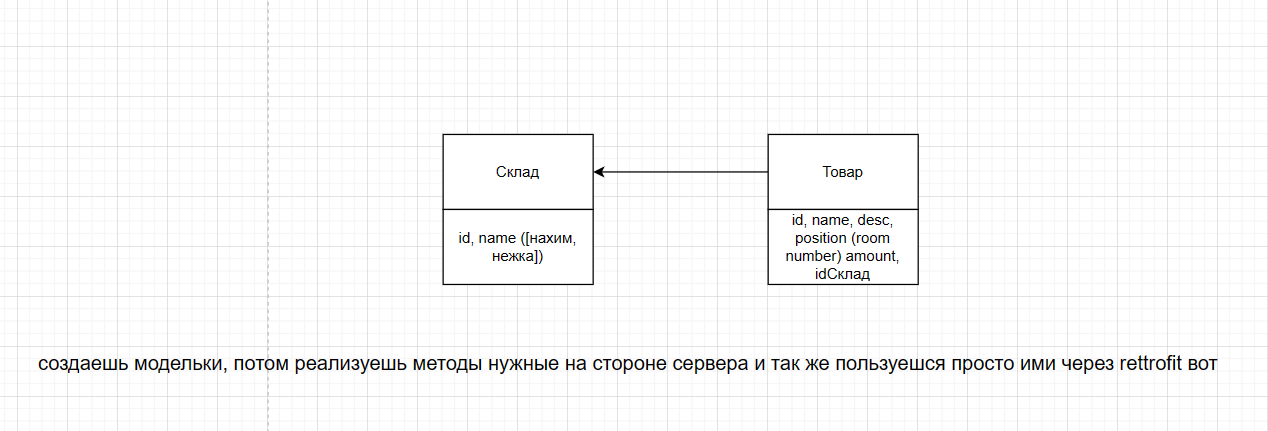 Склад
Товар
id, name ([нахим,
нежка])
id, name, desc,
position (room
number) amount,
idСклад
создаешь модельки, потом реализуешь методы нужные на стороне сервера и так же пользуешся просто ими через rettrofit вот